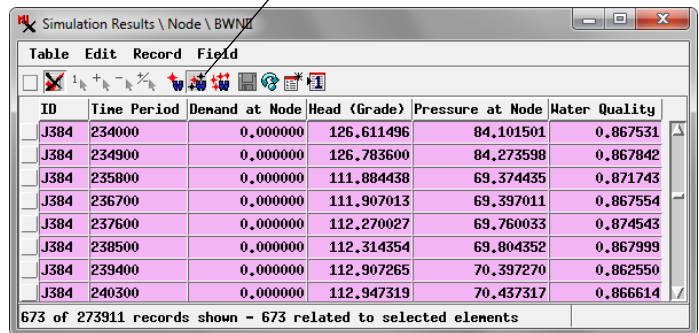 Simulation Results \ Node \ BWNII
Table Edit Record Field
ID Time Period Demand at Node Head (Grade) Pressure at Node Water Quality
J384 234000 0.000000 126.611496 84.101501 0.867531
J384 234900 0.000000 126.783600 84.273598 0.867842
J384 235800 0.000000 111.884438 69.374435 0.871743
J384 236700 0.000000 111.907013 69.397011 0.867554
J384 237600 0.000000 112.270027 69.760033 0.874543
J384 238500 0.000000 112.314354 69.804352 0.867999
J384 239400 0.000000 112.907265 70.397270 0.862550
J384 240300 0.000000 112.947319 70.437317 0.866614
673 of 273911 records shown - 673 related to selected elements